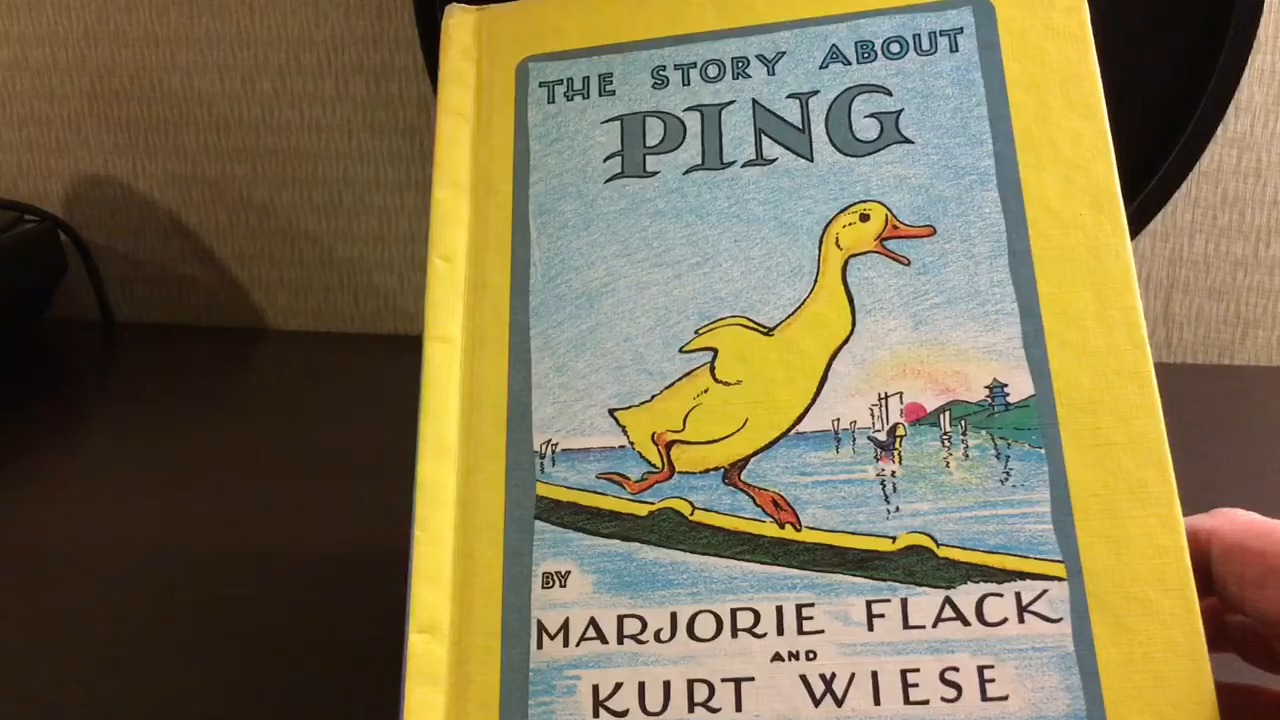 THE STORY ABOUT
PING
BY
MARJORIE FLACK
AND
KURT WIESE